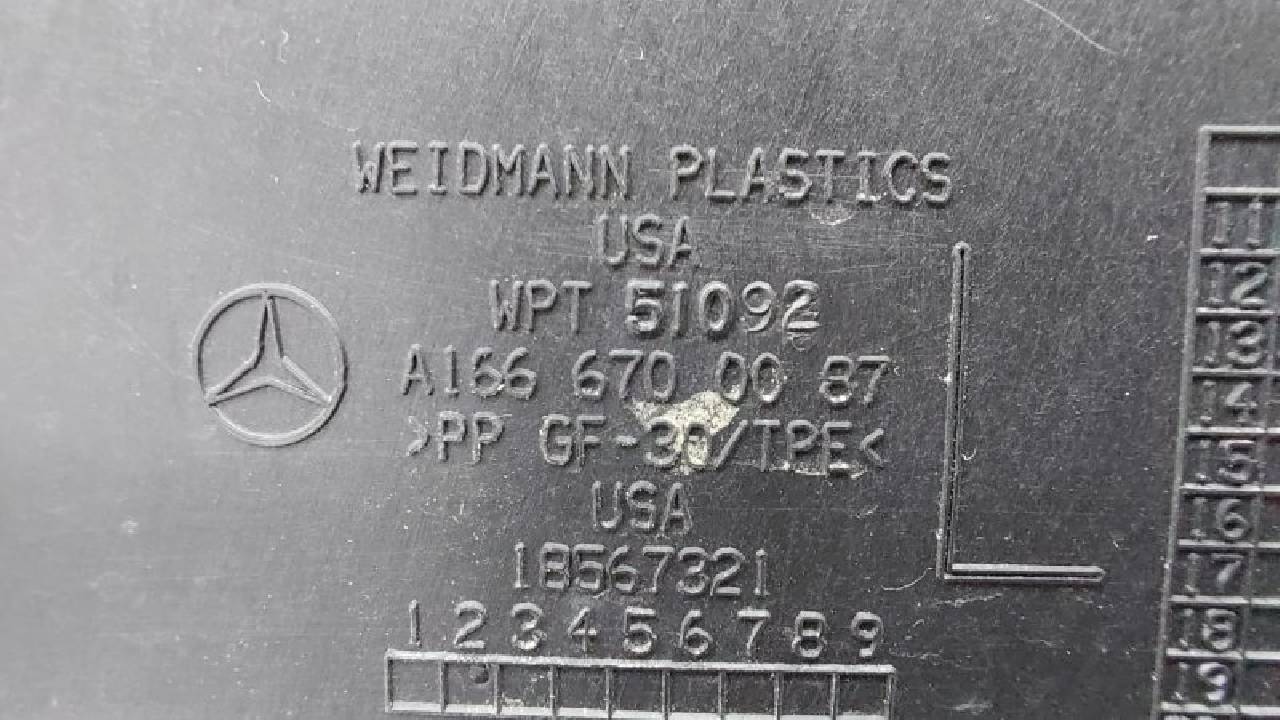 WEIDMANN PLASTICS
USA
WPT 51092
A166 670 00 87
>PP GF-30/TPE<
USA
18567321
1 2 3 4 5 6 7 8 9
11
12
13
14
15
16
17
18
19